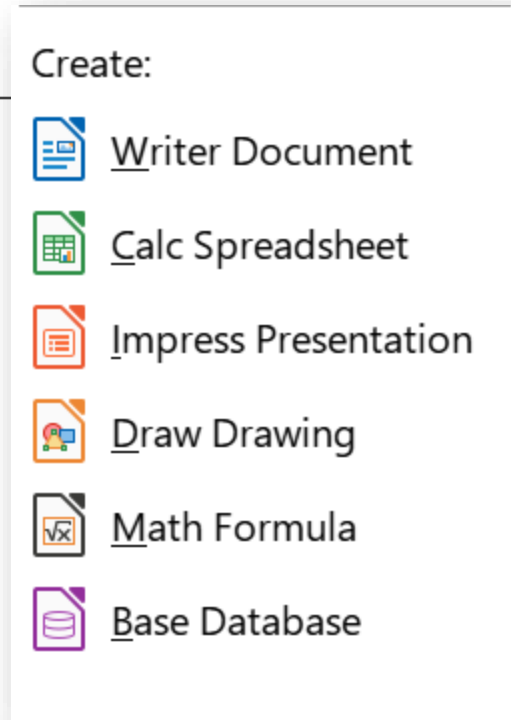 Create:
Writer Document
Calc Spreadsheet
Impress Presentation
Draw Drawing
Math Formula
Base Database